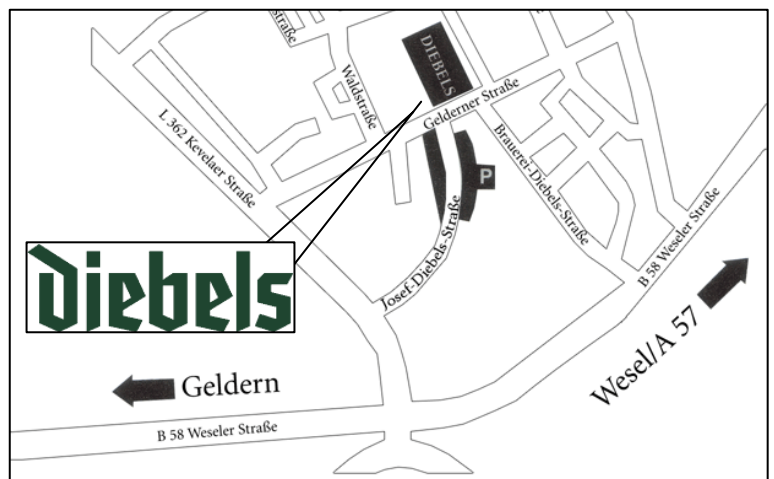 straße
straße
Waldstraße
DIEBELS
Gelderner Straße
L 362 Kevelaer Straße
Brauerei-Diebels-Straße
P
Josef-Diebels-Straße
B 58 Weseler Straße
diebels
Wesel/A 57
Geldern
B 58 Weseler Straße